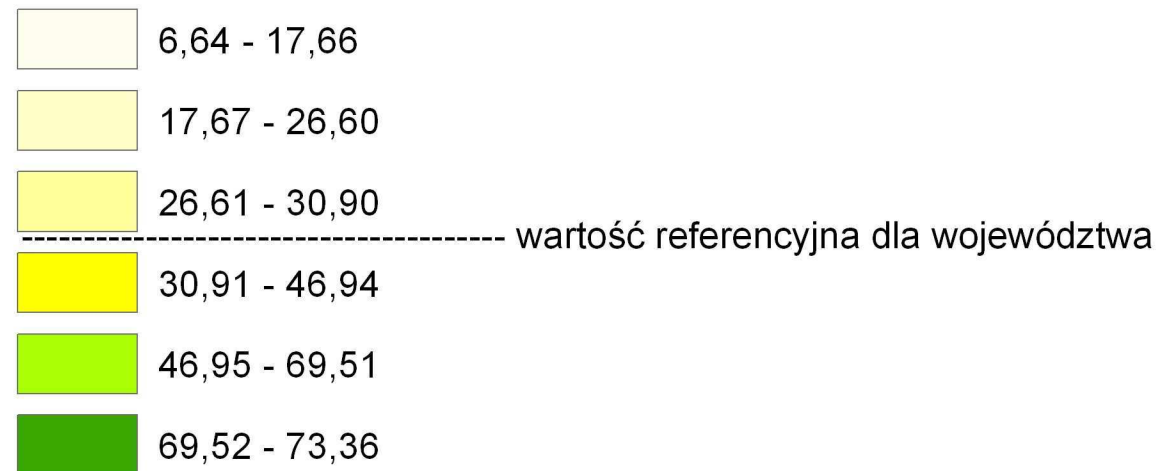 6,64 - 17,66
17,67 - 26,60
26,61 - 30,90
wartość referencyjna dla województwa
30,91 - 46,94
46,95 - 69,51
69,52 - 73,36